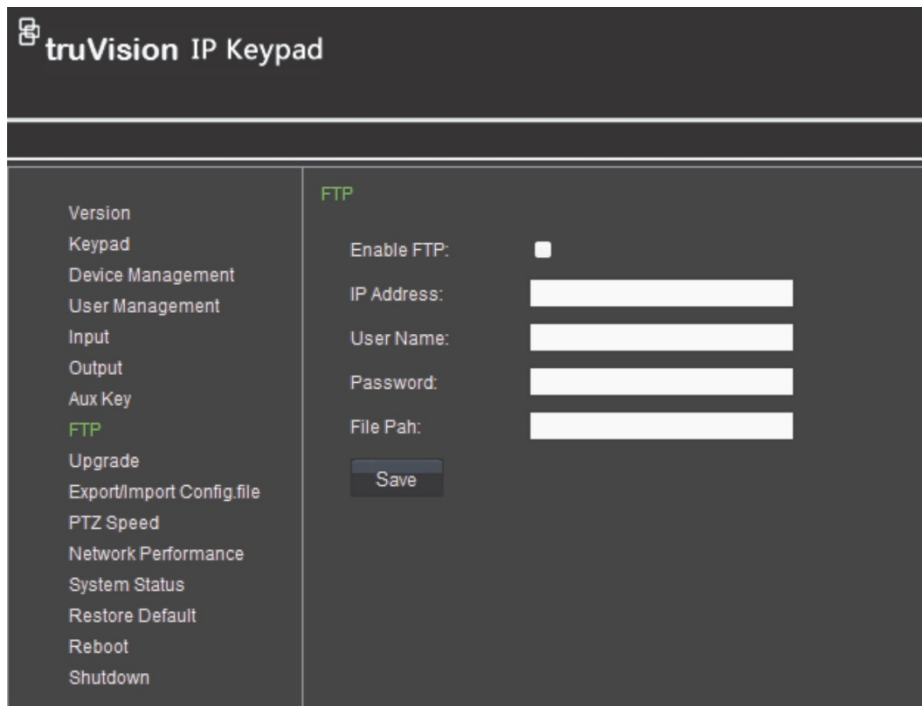 truVision IP Keypad
Version
Keypad
Device Management
User Management
Input
Output
Aux Key
FTP
Upgrade
Export/Import Config.file
PTZ Speed
Network Performance
System Status
Restore Default
Reboot
Shutdown
FTP
Enable FTP:
IP Address:
User Name:
Password:
File Pah:
Save